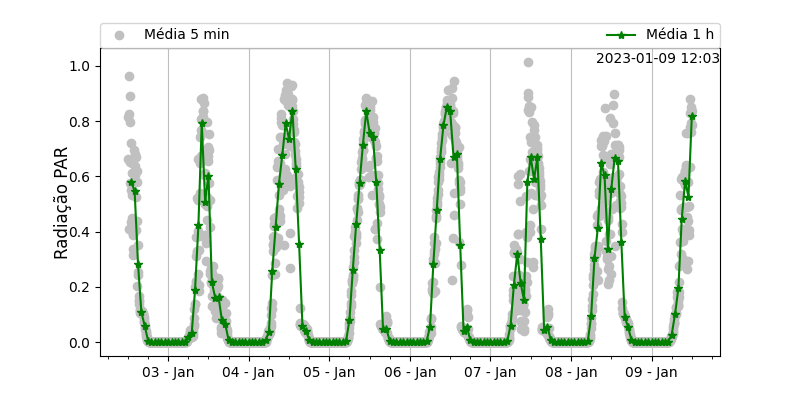 Média 5 min
Média 1 h
2023-01-09 12:03
Radiação PAR
1.0
0.8
0.6
0.4
0.2
0.0
03 - Jan
04 - Jan
05 - Jan
06 - Jan
07 - Jan
08 - Jan
09 - Jan